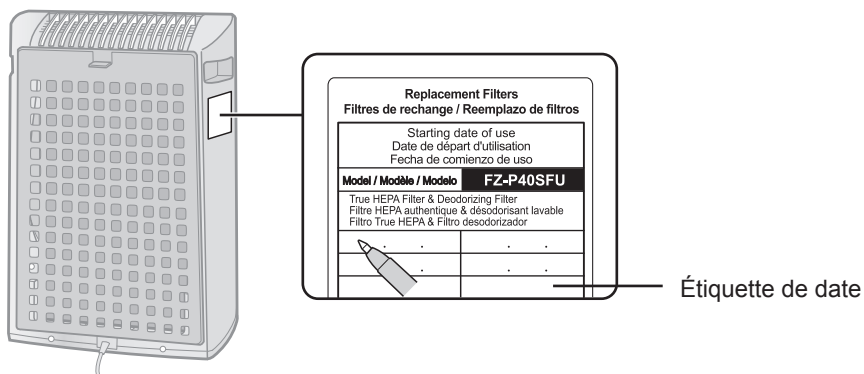 Replacement Filters
Filtres de rechange / Reemplazo de filtros
Starting date of use
Date de départ d'utilisation
Fecha de comienzo de uso
Model / Modèle / Modelo FZ-P40SFU
True HEPA Filter & Deodorizing Filter
Filtre HEPA authentique & désodorisant lavable
Filtro True HEPA & Filtro desodorizador
Étiquette de date